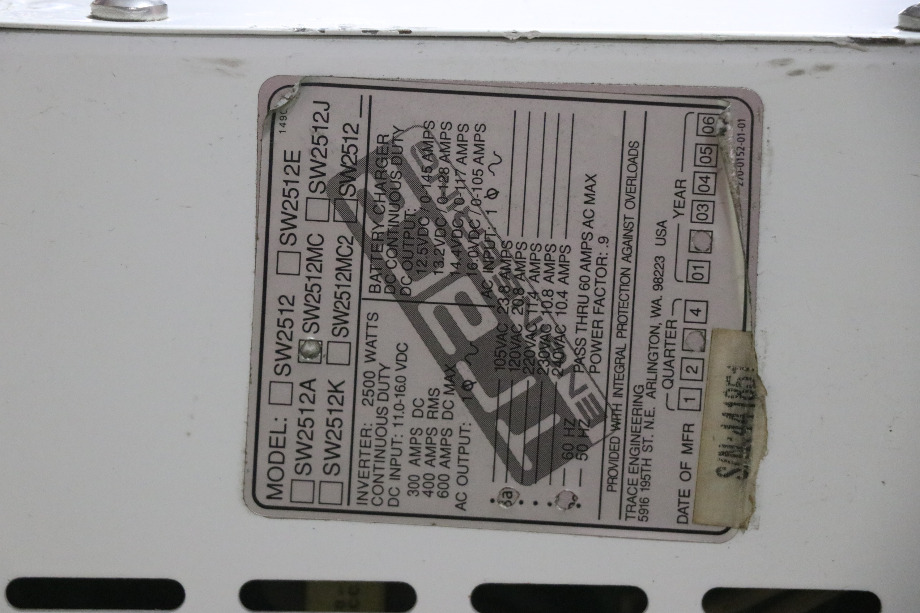 149
MODEL: SW2512 SW2512E
SW2512A SW2512MC SW2512J
SW2512K SW2512MC2 SW2512
INVERTER: 2500 WATTS
CONTINUOUS DUTY
DC INPUT: 11.0-16.0 VDC
300 AMPS DC
400 AMPS RMS
600 AMPS DC MAX
AC OUTPUT: 1 Φ ∿
BATTERY CHARGER
DC CONTINUOUS DUTY
DC OUTPUT:
12.5VDC 0-145 AMPS
13.2VDC 0-128 AMPS
14.4VDC 0-117 AMPS
16.0VDC 0-105 AMPS
AC INPUT: 1 Φ ∿
105VAC 23.8 AMPS
120VAC 20.8 AMPS
220VAC 11.4 AMPS
230VAC 10.8 AMPS
240VAC 10.4 AMPS
60 HZ PASS THRU 60 AMPS AC MAX
50 HZ POWER FACTOR: .9
PROVIDED WITH INTEGRAL PROTECTION AGAINST OVERLOADS
TRACE ENGINEERING
5916 195TH ST. N.E. ARLINGTON, WA. 98223 USA
QUARTER YEAR
DATE OF MFR 1 2 4 01 03 04 05 06
S/N: